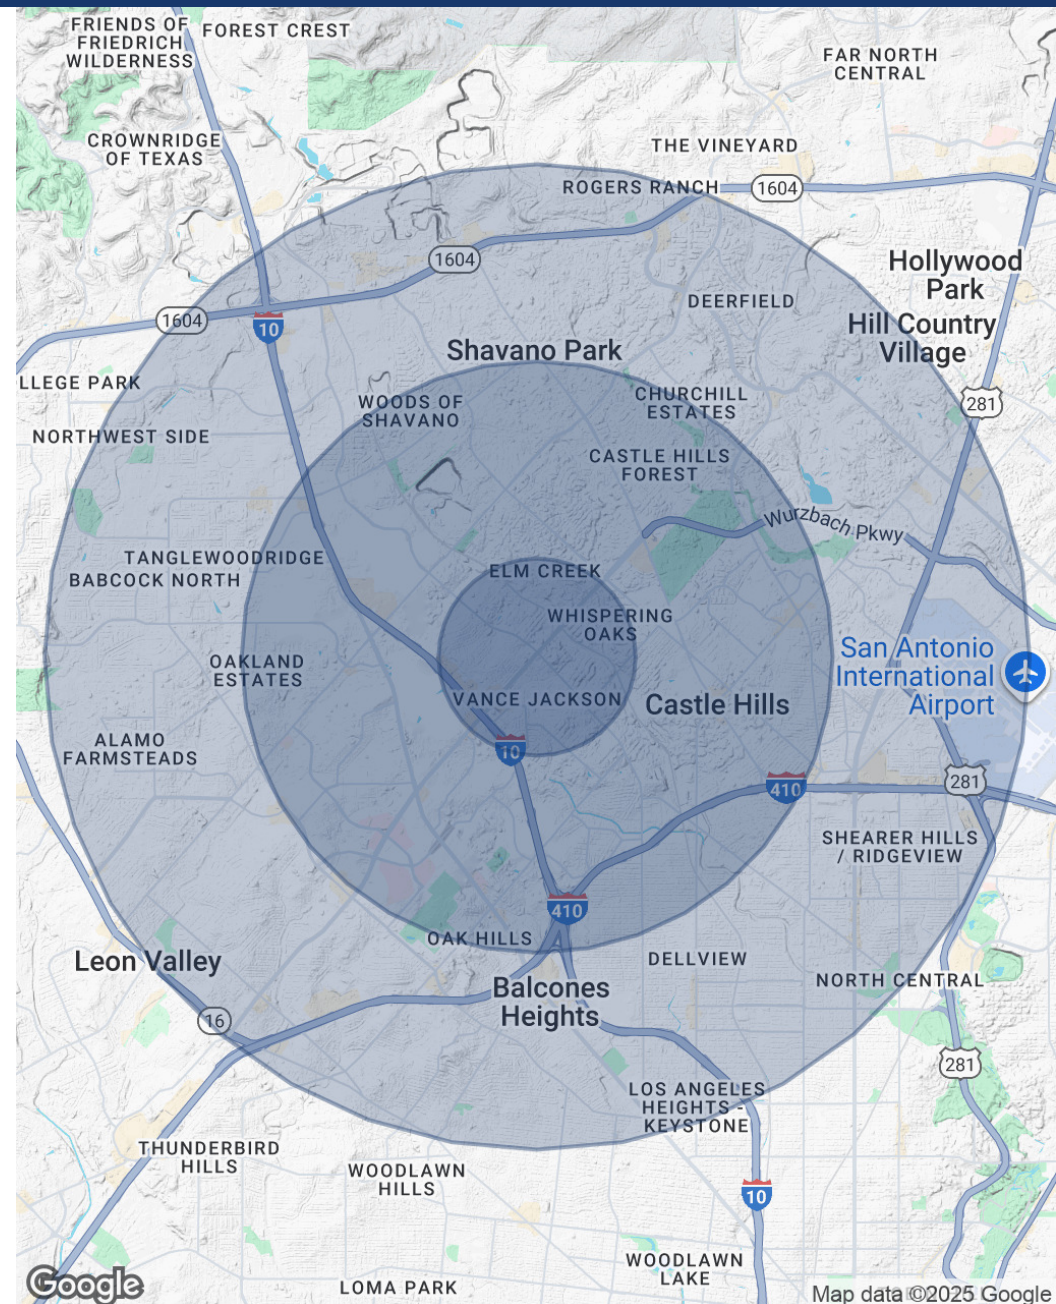 FRIENDS OF
FRIEDRICH
WILDERNESS
FOREST CREST
FAR NORTH
CENTRAL
CROWNRIDGE
OF TEXAS
THE VINEYARD
ROGERS RANCH
1604
1604
Hollywood
Park
DEERFIELD
1604
10
Hill Country
Village
Shavano Park
LLEGE PARK
CHURCHILL
ESTATES
281
WOODS OF
SHAVANO
NORTHWEST SIDE
CASTLE HILLS
FOREST
Wurzbach Pkwy
TANGLEWOODRIDGE
BABCOCK NORTH
ELM CREEK
WHISPERING
OAKS
San Antonio
International
Airport
OAKLAND
ESTATES
VANCE JACKSON
Castle Hills
ALAMO
FARMSTEADS
10
410
281
SHEARER HILLS
/ RIDGEVIEW
410
OAK HILLS
Leon Valley
DELLVIEW
NORTH CENTRAL
Balcones
Heights
16
281
LOS ANGELES
HEIGHTS -
KEYSTONE
THUNDERBIRD
HILLS
WOODLAWN
HILLS
10
WOODLAWN
LAKE
Google
LOMA PARK
Map data ©2025 Google